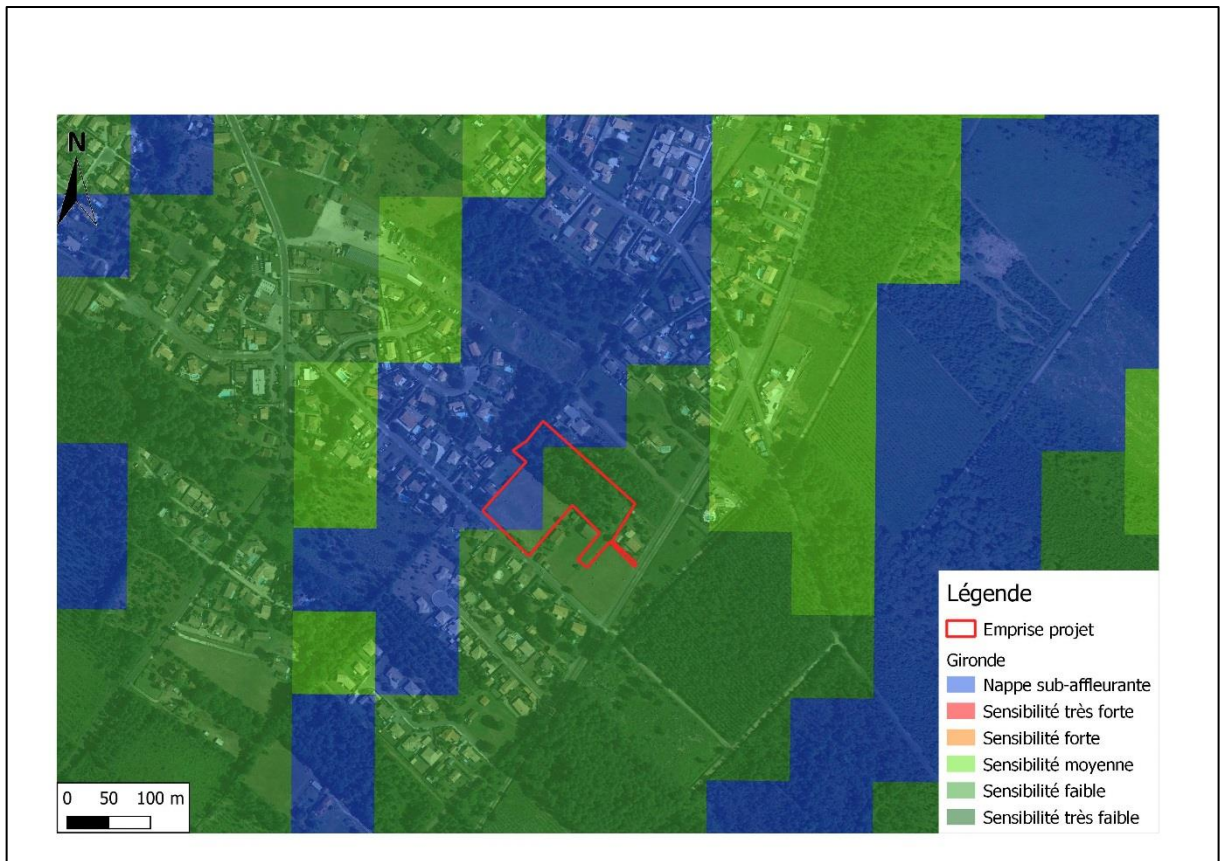 N
Légende
Emprise projet
Gironde
Nappe sub-affleurante
Sensibilité très forte
Sensibilité forte
Sensibilité moyenne
Sensibilité faible
Sensibilité très faible
0 50 100 m